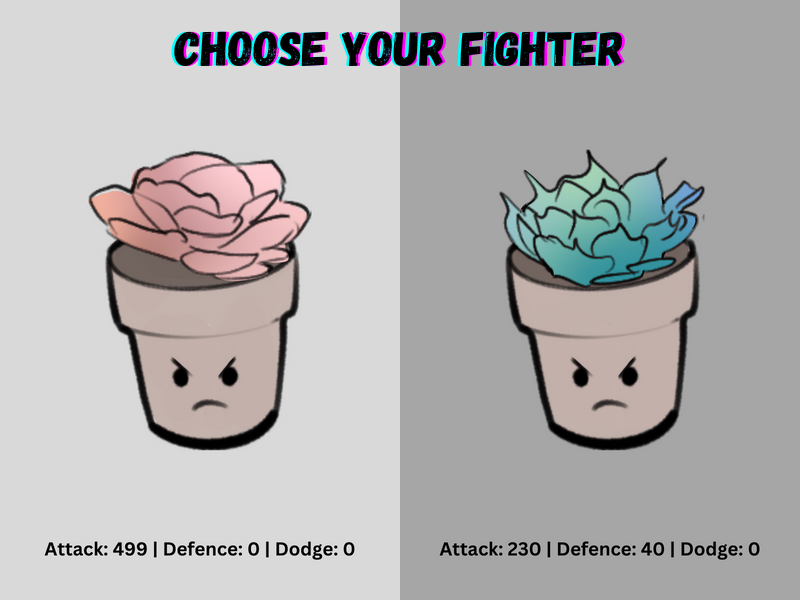 CHOOSE YOUR FIGHTER
Attack: 499 | Defence: 0 | Dodge: 0
Attack: 230 | Defence: 40 | Dodge: 0